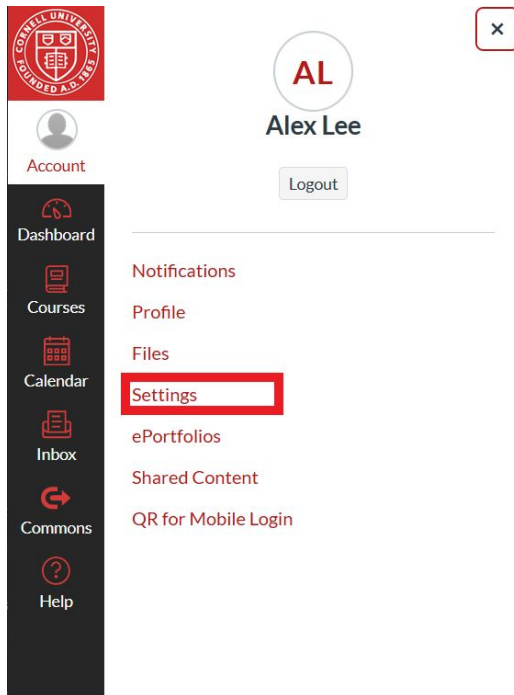 CORNELL UNIVERSITY
FOUNDED A.D. 1865
Account
Dashboard
Courses
Calendar
Inbox
Commons
Help
×
AL
Alex Lee
Logout
Notifications
Profile
Files
Settings
ePortfolios
Shared Content
QR for Mobile Login